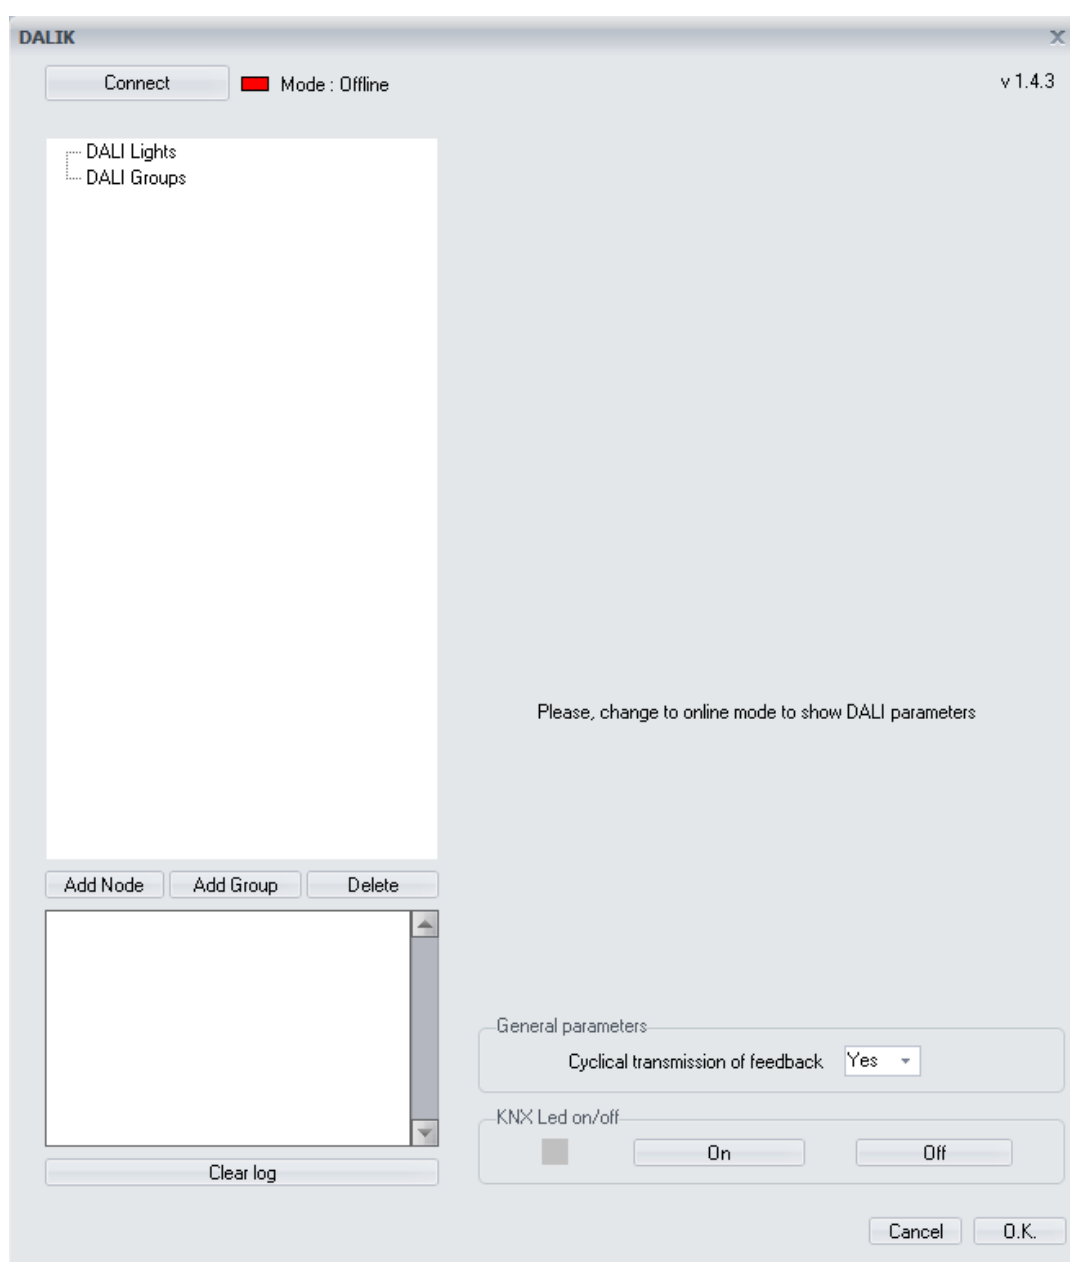 DALIK
x
Connect
Mode : Offline
v 1.4.3
DALI Lights
DALI Groups
Please, change to online mode to show DALI parameters
Add Node
Add Group
Delete
General parameters
Cyclical transmission of feedback
Yes
KNX Led on/off
On
Off
Clear log
Cancel
O.K.